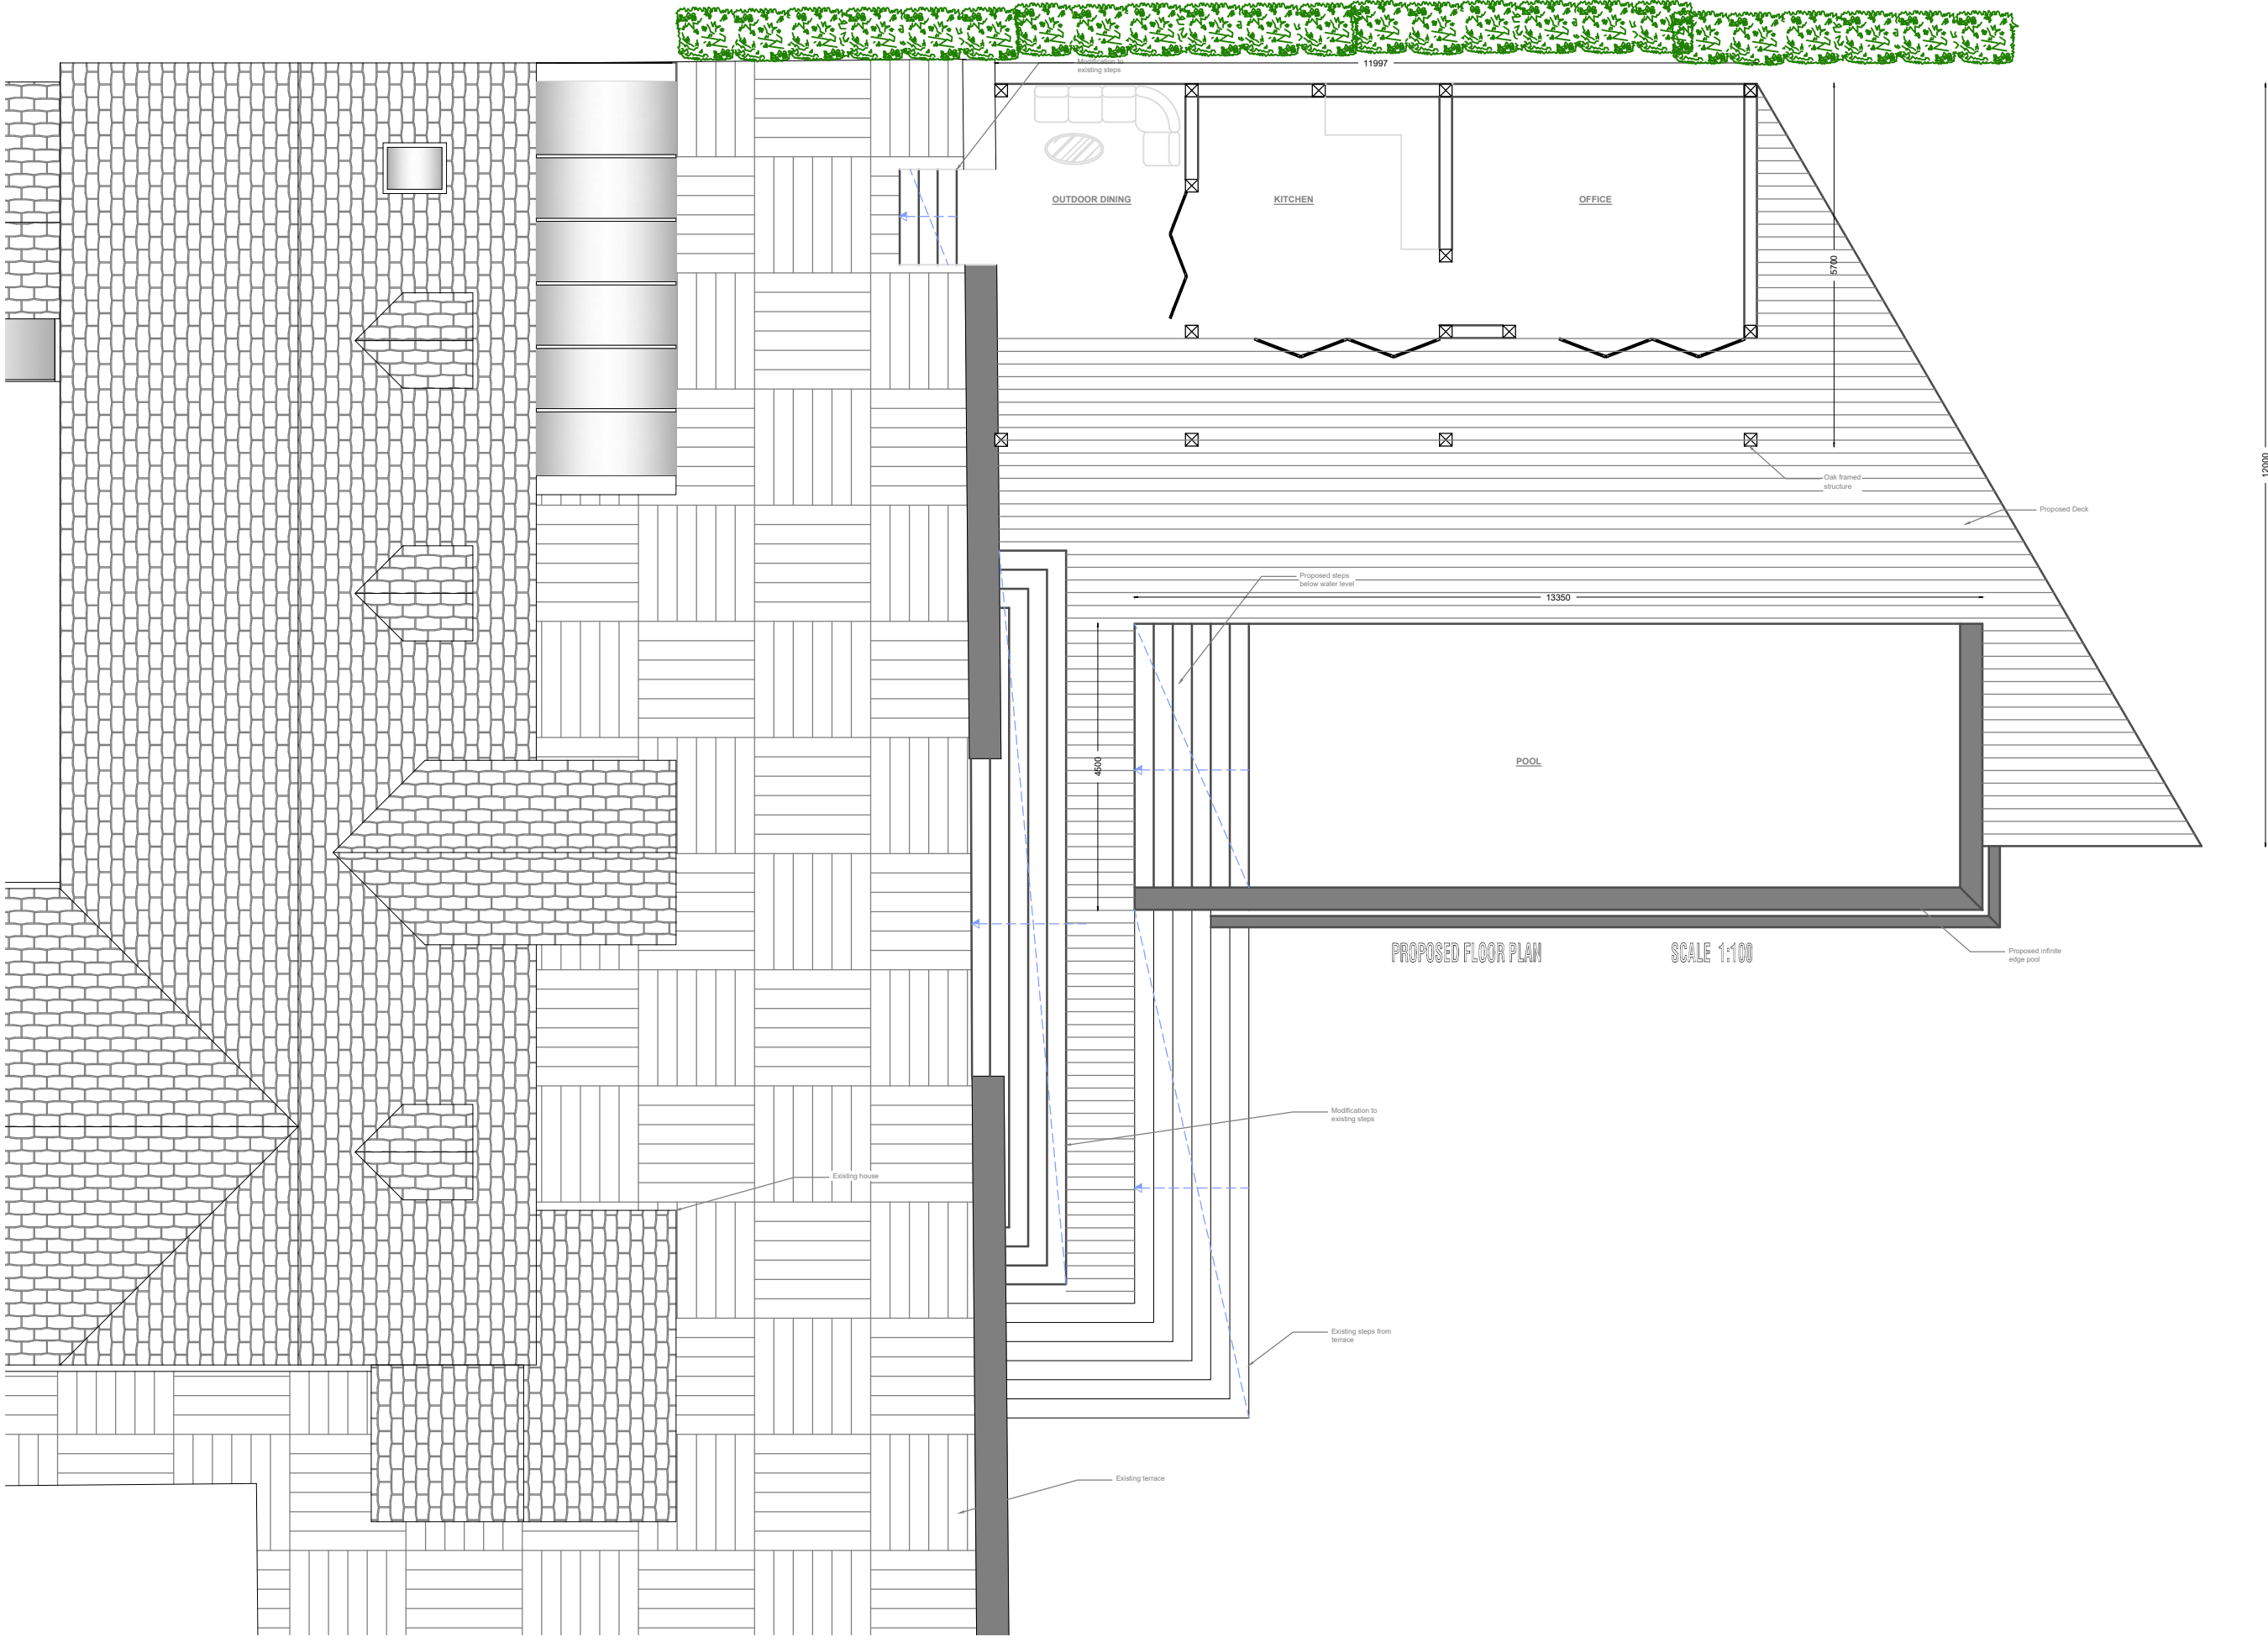 Modification to
existing steps
11997
OUTDOOR DINING
KITCHEN
OFFICE
5700
12000
Oak framed
structure
Proposed Deck
Proposed steps
below water level
13350
4500
POOL
PROPOSED FLOOR PLAN
SCALE 1:100
Proposed infinite
edge pool
Modification to
existing steps
Existing house
Existing steps from
terrace
Existing terrace